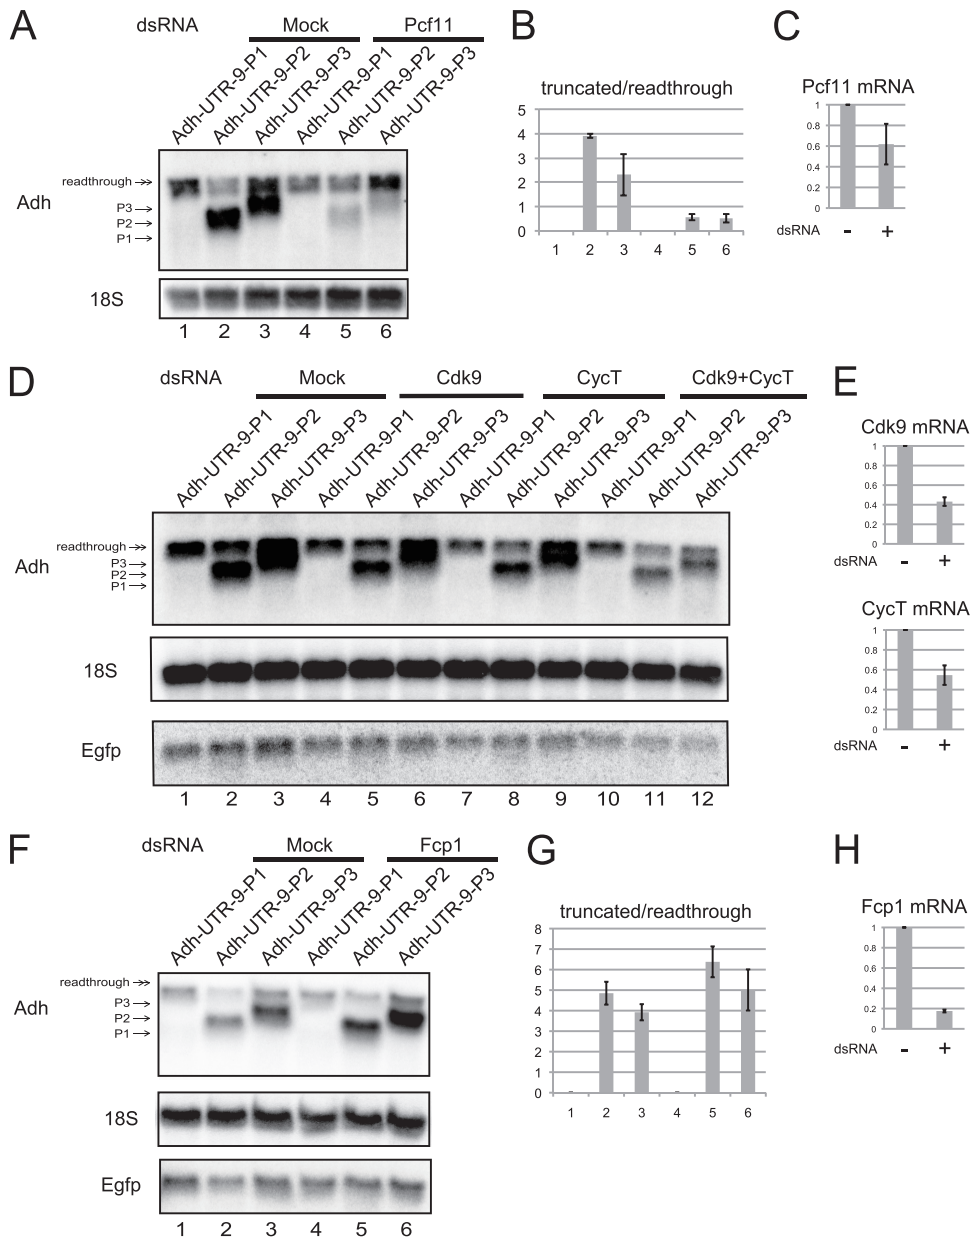 A
dsRNA Mock Pcf11
Adh-UTR-9-P1 Adh-UTR-9-P2 Adh-UTR-9-P3 Adh-UTR-9-P1 Adh-UTR-9-P2 Adh-UTR-9-P3
Adh
readthrough
P3
P2
P1
18S
1 2 3 4 5 6
B
truncated/readthrough
5
4
3
2
1
0
1 2 3 4 5 6
C
Pcf11 mRNA
1
0.8
0.6
0.4
0.2
0
dsRNA - +
D
dsRNA Mock Cdk9 CycT Cdk9+CycT
Adh-UTR-9-P1 Adh-UTR-9-P2 Adh-UTR-9-P3 Adh-UTR-9-P1 Adh-UTR-9-P2 Adh-UTR-9-P3 Adh-UTR-9-P1 Adh-UTR-9-P2 Adh-UTR-9-P3 Adh-UTR-9-P1 Adh-UTR-9-P2 Adh-UTR-9-P3
Adh
readthrough
P3
P2
P1
18S
Egfp
1 2 3 4 5 6 7 8 9 10 11 12
E
Cdk9 mRNA
1
0.8
0.6
0.4
0.2
0
dsRNA - +
CycT mRNA
1
0.8
0.6
0.4
0.2
0
dsRNA - +
F
dsRNA Mock Fcp1
Adh-UTR-9-P1 Adh-UTR-9-P2 Adh-UTR-9-P3 Adh-UTR-9-P1 Adh-UTR-9-P2 Adh-UTR-9-P3
Adh
readthrough
P3
P2
P1
18S
Egfp
1 2 3 4 5 6
G
truncated/readthrough
8
7
6
5
4
3
2
1
0
1 2 3 4 5 6
H
Fcp1 mRNA
1
0.8
0.6
0.4
0.2
0
dsRNA - +